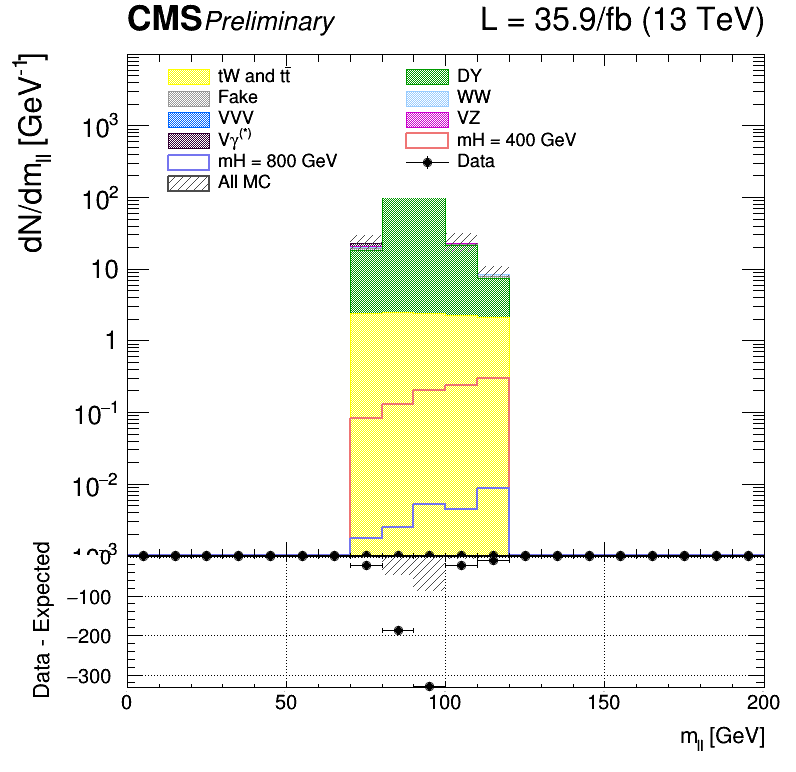 CMS Preliminary L = 35.9/fb (13 TeV)
dN/dm_ll [GeV⁻¹]
tW and tt̄ DY
Fake WW
VVV VZ
Vγ⁽*⁾ mH = 400 GeV
mH = 800 GeV Data
All MC
10³
10²
10
1
10⁻¹
10⁻²
Data - Expected
0
−100
−200
−300
0 50 100 150 200
m_ll [GeV]